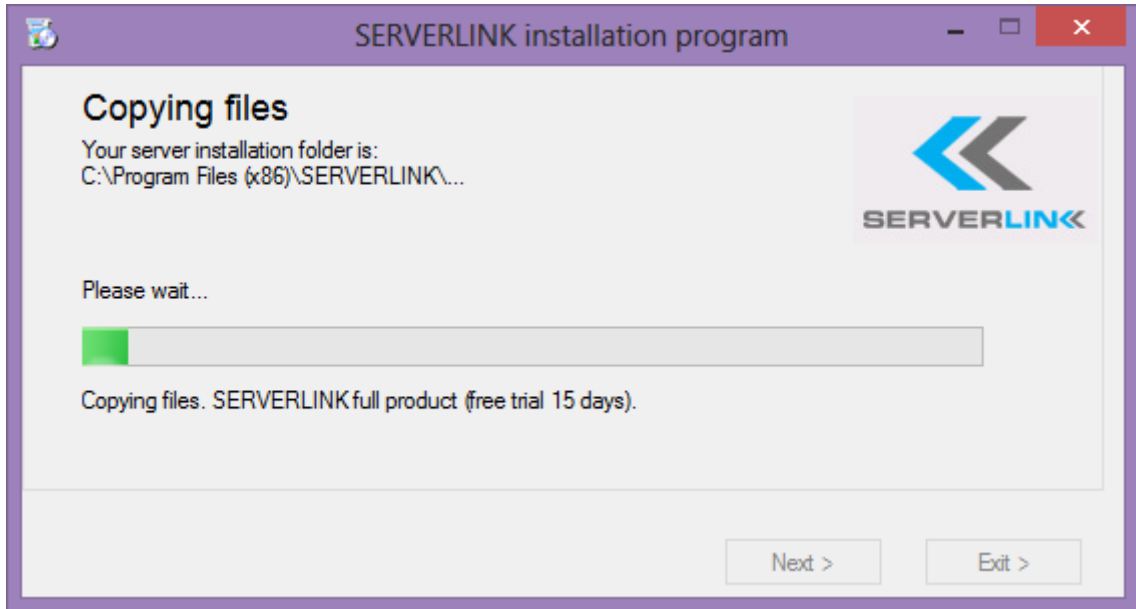 SERVERLINK installation program
Copying files
Your server installation folder is:
C:\Program Files (x86)\SERVERLINK\...
SERVERLINK
Please wait...
Copying files. SERVERLINK full product (free trial 15 days).
Next >
Exit >